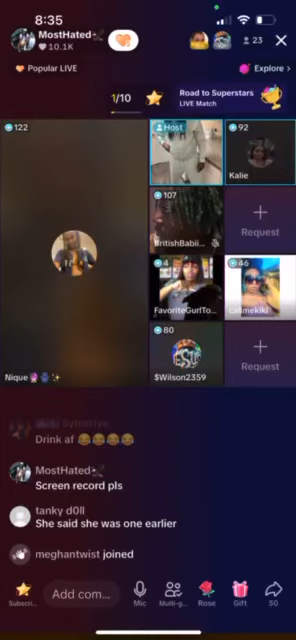 8:35
MostHated
10.1K
23
Popular LIVE
Explore >
1/10
Road to Superstars
LIVE Match
122
Host
92
Kalie
107
BritishBabii...
+
Request
4
FavoriteGurlTo...
46
callmekiki
80
$Wilson2359
+
Request
Nique
Drink af
MostHated
Screen record pls
tanky d0ll
She said she was one earlier
meghantwist joined
Subscri...
Add com...
Mic
Multi-g...
Rose
Gift
50